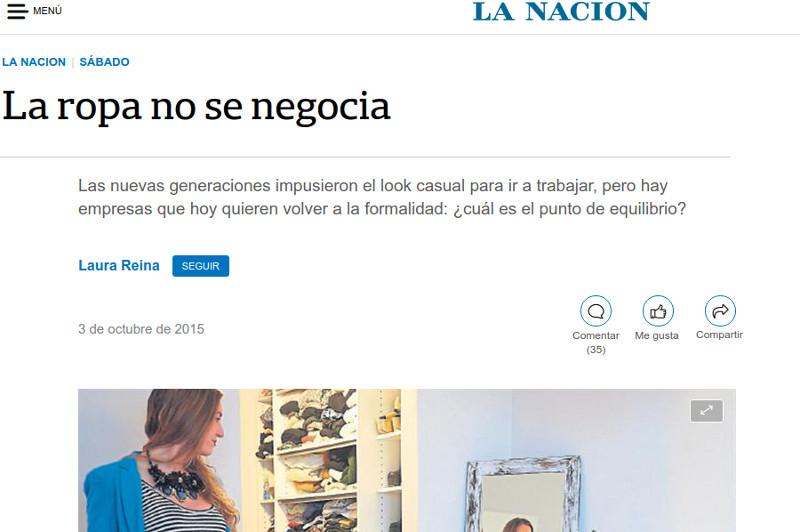 MENÚ
LA NACION
LA NACION | SÁBADO
La ropa no se negocia
Las nuevas generaciones impusieron el look casual para ir a trabajar, pero hay
empresas que hoy quieren volver a la formalidad: ¿cuál es el punto de equilibrio?
Laura Reina SEGUIR
3 de octubre de 2015
Comentar
(35)
Me gusta
Compartir